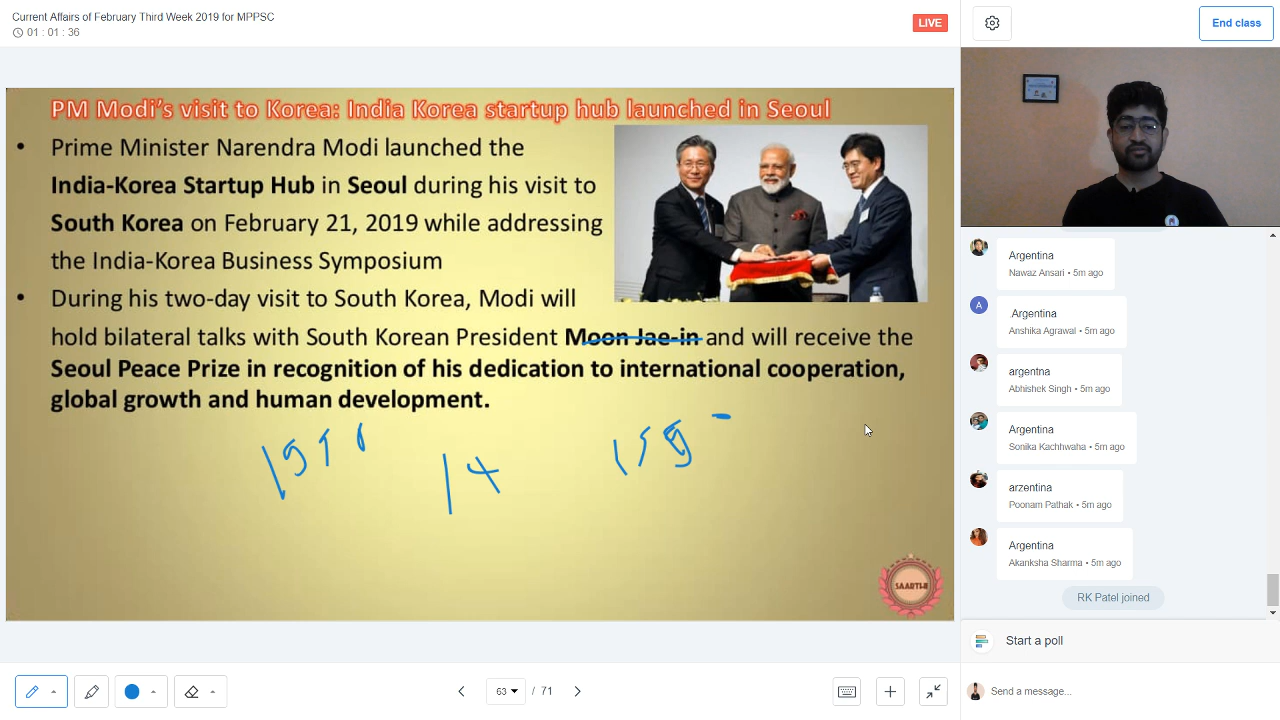 Current Affairs of February Third Week 2019 for MPPSC
01 : 01 : 36
LIVE
End class
PM Modi's visit to Korea: India Korea startup hub launched in Seoul
• Prime Minister Narendra Modi launched the
India-Korea Startup Hub in Seoul during his visit to
South Korea on February 21, 2019 while addressing
the India-Korea Business Symposium
• During his two-day visit to South Korea, Modi will
hold bilateral talks with South Korean President Moon Jae-in and will receive the
Seoul Peace Prize in recognition of his dedication to international cooperation,
global growth and human development.
14
SAARTHI
Argentina
Nawaz Ansari • 5m ago
A
Argentina
Anshika Agrawal • 5m ago
argentna
Abhishek Singh • 5m ago
Argentina
Sonika Kachhwaha • 5m ago
arzentina
Poonam Pathak • 5m ago
Argentina
Akanksha Sharma • 5m ago
RK Patel joined
Start a poll
Send a message...
63 / 71